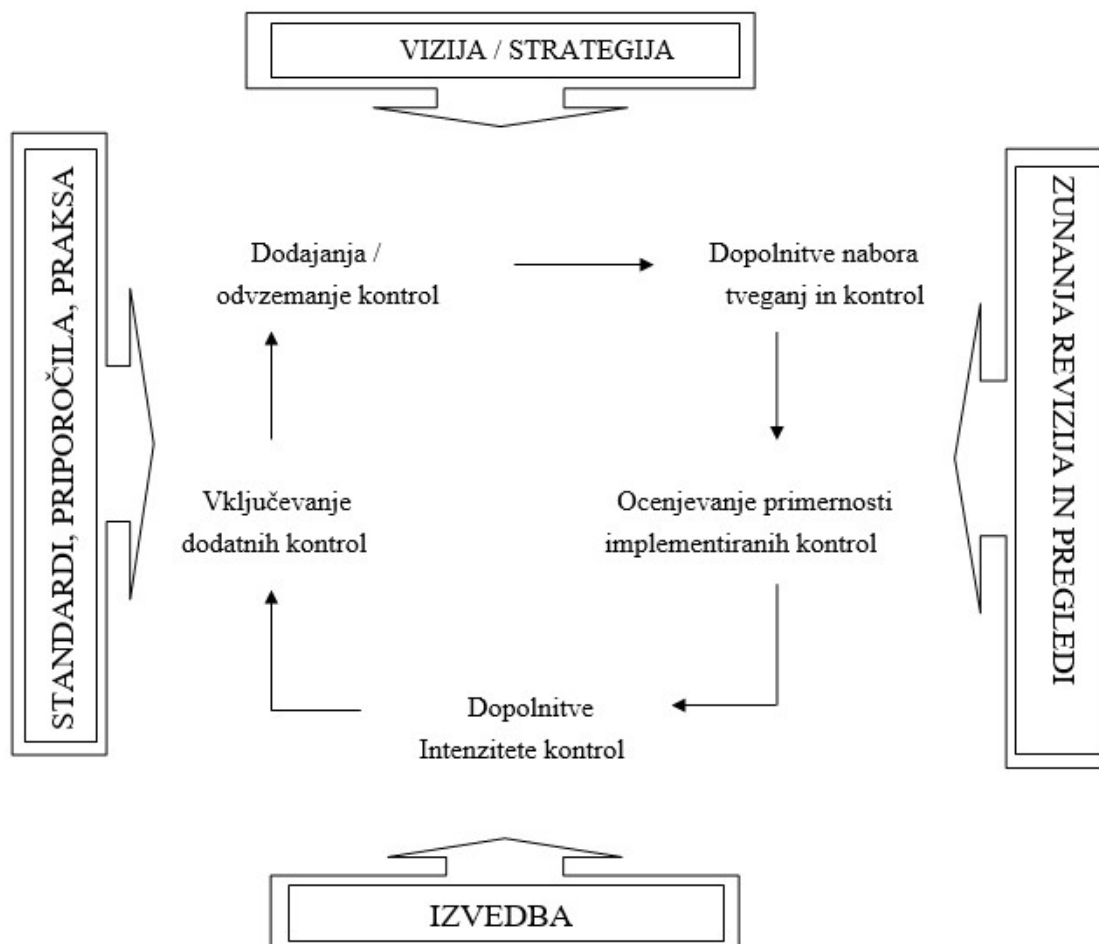 VIZIJA / STRATEGIJA
STANDARDI, PRIPOROČILA, PRAKSA
ZUNANJA REVIZIJA IN PREGLEDI
Dodajanja /
odvzemanje kontrol
Dopolnitve nabora
tveganj in kontrol
Vključevanje
dodatnih kontrol
Ocenjevanje primernosti
implementiranih kontrol
Dopolnitve
Intenzitete kontrol
IZVEDBA